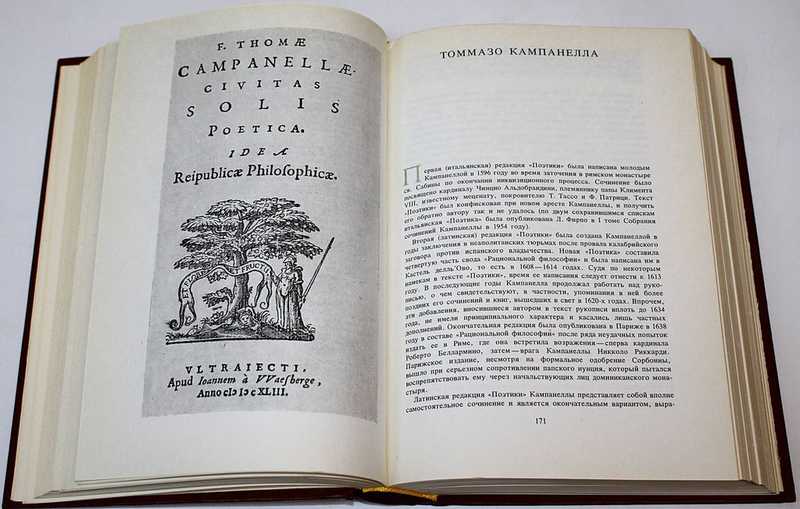 F. THOMÆ
CAMPANELLÆ.
CIVITAS
SOLIS
POETICA.
IDEA
Reipublicæ Philosophicæ.
FRUCTU
VLTRAIECTI,
Apud Ioannem à VVaesberge,
Anno cIɔ Iɔ cXLIII.
ТОММАЗО КАМПАНЕЛЛА
Первая (итальянская) редакция «Поэтики» была написана молодым
Кампанеллой в 1596 году во время заточения в римском монастыре
св. Сабины по окончании инквизиционного процесса. Сочинение было
посвящено кардиналу Чинцио Альдобрандини, племяннику папы Климента
VIII, известному меценату, покровителю Т. Тассо и Ф. Патрици. Текст
«Поэтики» был конфискован при новом аресте Кампанеллы, и получить
его обратно автору так и не удалось (по двум сохранившимся спискам
итальянская «Поэтика» была опубликована Л. Фирпо в 1 томе Собрания
сочинений Кампанеллы в 1954 году).
Вторая (латинская) редакция «Поэтики» была создана Кампанеллой в
годы заключения в неаполитанских тюрьмах после провала калабрийского
заговора против испанского владычества. Новая «Поэтика» составила
четвертую часть свода «Рациональной философии» и была написана им в
Кастель делль'Ово, то есть в 1608—1614 годах. Судя по некоторым
намекам в тексте «Поэтики», время ее написания следует отнести к 1613
году. В последующие годы Кампанелла продолжал работать над руко-
писью, о чем свидетельствуют, в частности, упоминания в ней более
поздних его сочинений и книг, вышедших в свет в 1620-х годах. Впрочем,
эти добавления, вносившиеся автором в текст рукописи вплоть до 1634
года, не имели принципиального характера и касались лишь частных
дополнений. Окончательная редакция была опубликована в Париже в 1638
году в составе «Рациональной философии» после ряда неудачных попыток
издать ее в Риме, где она встретила возражения—сперва кардинала
Роберто Беллармино, затем—врага Кампанеллы Никколо Риккарди.
Парижское издание, несмотря на формальное одобрение Сорбонны,
вышло при серьезном сопротивлении папского нунция, который пытался
воспрепятствовать ему через начальствующих лиц доминиканского мона-
стыря.
Латинская редакция «Поэтики» Кампанеллы представляет собой вполне
самостоятельное сочинение и является окончательным вариантом, выра-
171